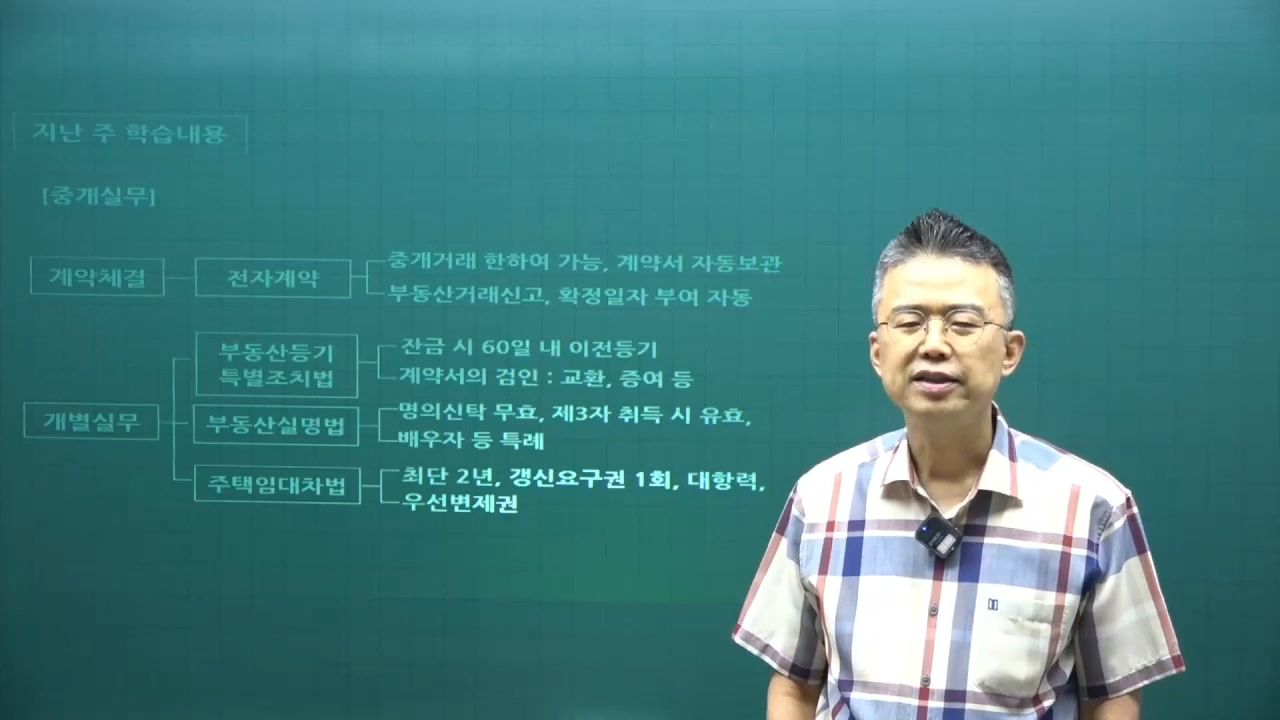 지난 주 학습내용
[중개실무]
계약체결
전자계약
중개거래 한하여 가능, 계약서 자동보관
부동산거래신고, 확정일자 부여 자동
부동산등기
특별조치법
잔금 시 60일 내 이전등기
계약서의 검인 : 교환, 증여 등
개별실무
부동산실명법
명의신탁 무효, 제3자 취득 시 유효,
배우자 등 특례
주택임대차법
최단 2년, 갱신요구권 1회, 대항력,
우선변제권